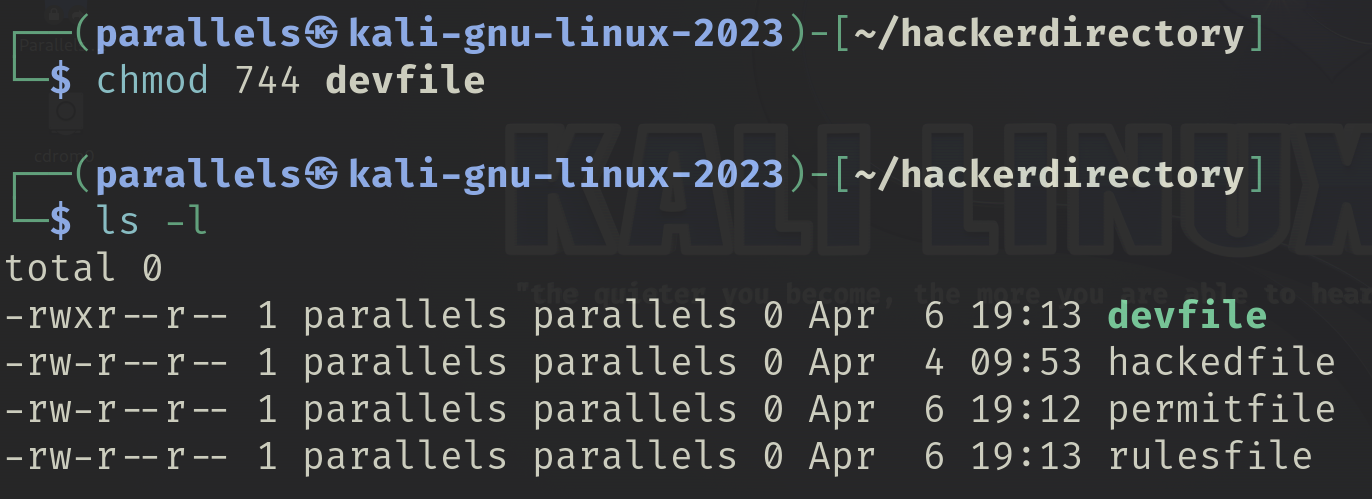 ┌──(parallels㉿kali-gnu-linux-2023)-[~/hackerdirectory]
└─$ chmod 744 devfile
┌──(parallels㉿kali-gnu-linux-2023)-[~/hackerdirectory]
└─$ ls -l
total 0
-rwxr--r-- 1 parallels parallels 0 Apr  6 19:13 devfile
-rw-r--r-- 1 parallels parallels 0 Apr  4 09:53 hackedfile
-rw-r--r-- 1 parallels parallels 0 Apr  6 19:12 permitfile
-rw-r--r-- 1 parallels parallels 0 Apr  6 19:13 rulesfile
KALI LINUX
"the quieter you become, the more you are able to hear